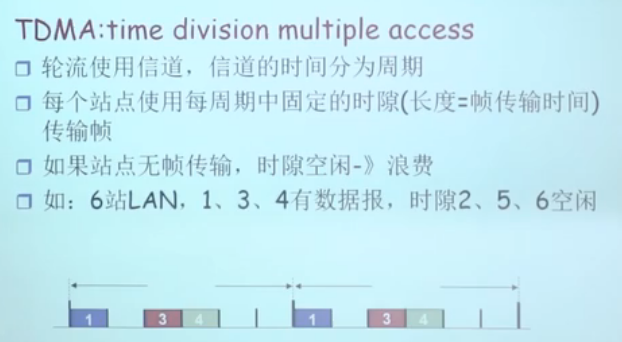 TDMA:time division multiple access
轮流使用信道，信道的时间分为周期
每个站点使用每周期中固定的时隙(长度=帧传输时间)
传输帧
如果站点无帧传输，时隙空闲-》浪费
如：6站LAN，1、3、4有数据报，时隙2、5、6空闲
1 3 4 1 3 4